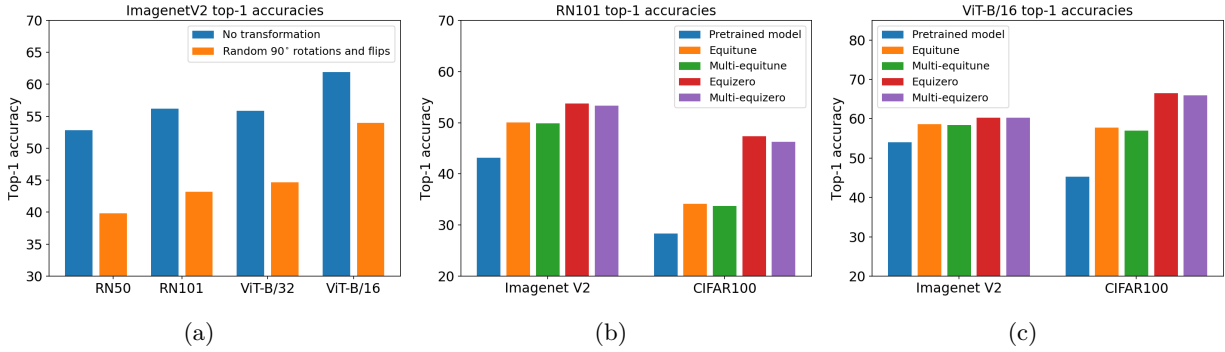 ImagenetV2 top-1 accuracies
70
65
60
55
50
45
40
35
30
Top-1 accuracy
No transformation
Random 90° rotations and flips
RN50 RN101 ViT-B/32 ViT-B/16
(a)
RN101 top-1 accuracies
70
60
50
40
30
20
Top-1 accuracy
Pretrained model
Equitune
Multi-equitune
Equizero
Multi-equizero
Imagenet V2 CIFAR100
(b)
ViT-B/16 top-1 accuracies
80
70
60
50
40
30
20
Top-1 accuracy
Pretrained model
Equitune
Multi-equitune
Equizero
Multi-equizero
Imagenet V2 CIFAR100
(c)